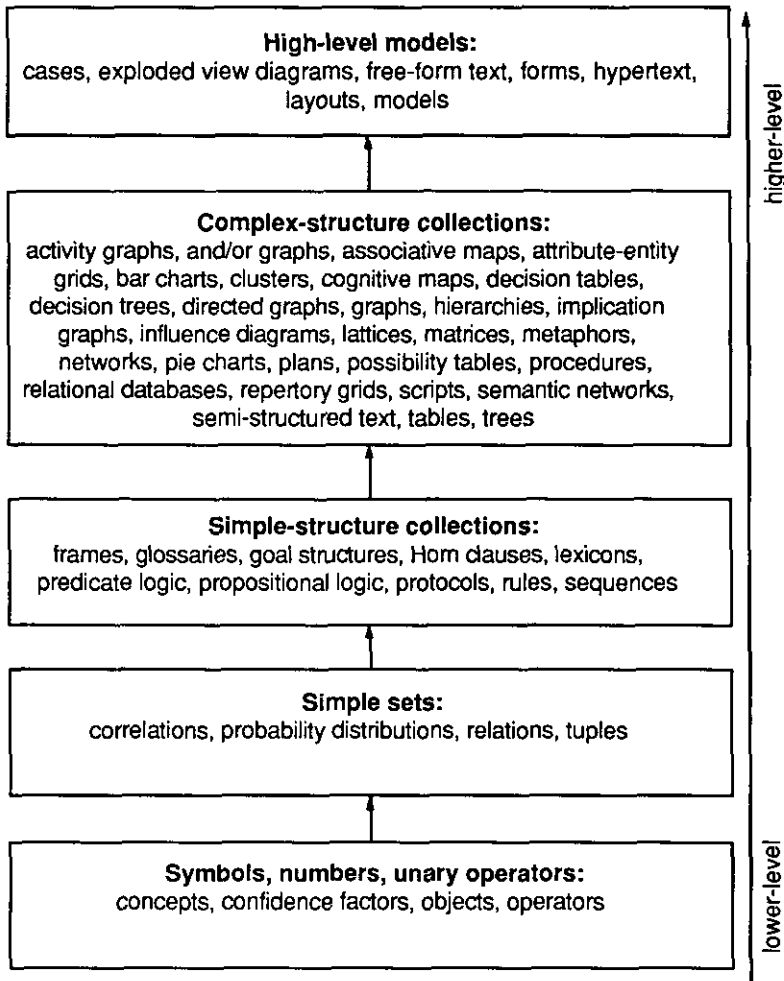 High-level models:
cases, exploded view diagrams, free-form text, forms, hypertext,
layouts, models
higher-level
Complex-structure collections:
activity graphs, and/or graphs, associative maps, attribute-entity
grids, bar charts, clusters, cognitive maps, decision tables,
decision trees, directed graphs, graphs, hierarchies, implication
graphs, influence diagrams, lattices, matrices, metaphors,
networks, pie charts, plans, possibility tables, procedures,
relational databases, repertory grids, scripts, semantic networks,
semi-structured text, tables, trees
Simple-structure collections:
frames, glossaries, goal structures, Horn clauses, lexicons,
predicate logic, propositional logic, protocols, rules, sequences
Simple sets:
correlations, probability distributions, relations, tuples
Symbols, numbers, unary operators:
concepts, confidence factors, objects, operators
lower-level